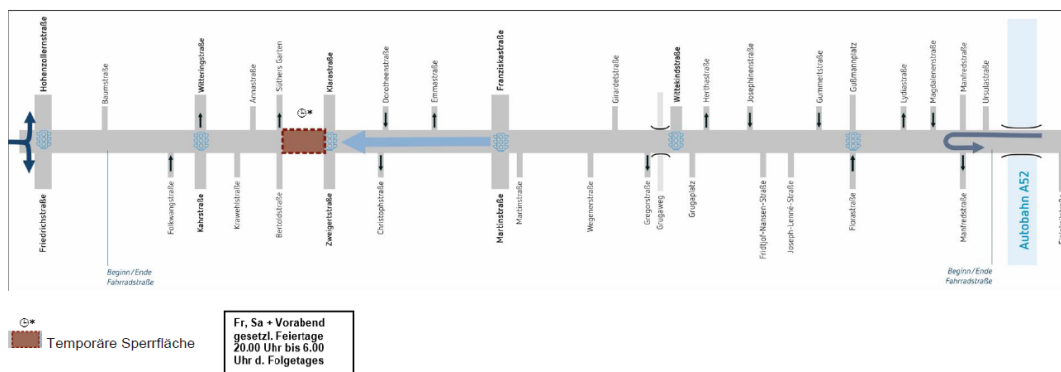 Hohenzollernstraße
Baumstraße
Witteringstraße
Annastraße
Süthers Garten
Klarastraße
Dorotheenstraße
Emmastraße
Franziskastraße
Girardetstraße
Wittekindstraße
Herthastraße
Josephinenstraße
Gummertstraße
Gußmannplatz
Lydiastraße
Magdalenenstraße
Manfredstraße
Ursulastraße
*
Friedrichstraße
Folkwangstraße
Kahrstraße
Krawehlstraße
Bertoldstraße
Zweigertstraße
Christophstraße
Martinstraße
Martinstraße
Wegenerstraße
Gregorstraße
Grugaweg
Grugaplatz
Fridtjof-Nansen-Straße
Joseph-Lenné-Straße
Florastraße
Manfredstraße
Autobahn A52
Beginn/Ende
Fahrradstraße
Beginn/Ende
Fahrradstraße
*
Temporäre Sperrfläche
Fr, Sa + Vorabend
gesetzl. Feiertage
20.00 Uhr bis 6.00
Uhr d. Folgetages